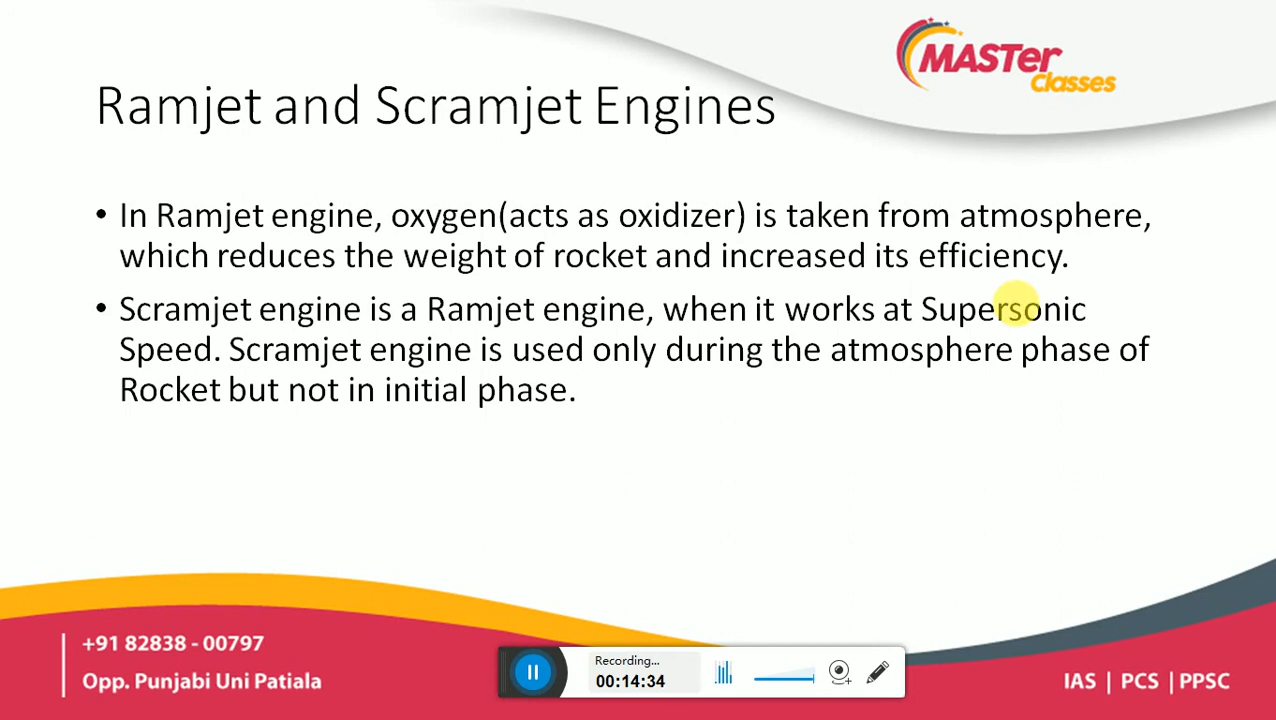 MASTer
Classes
Ramjet and Scramjet Engines
• In Ramjet engine, oxygen(acts as oxidizer) is taken from atmosphere,
which reduces the weight of rocket and increased its efficiency.
• Scramjet engine is a Ramjet engine, when it works at Supersonic
Speed. Scramjet engine is used only during the atmosphere phase of
Rocket but not in initial phase.
+91 82838 - 00797
Opp. Punjabi Uni Patiala
Recording...
00:14:34
IAS | PCS | PPSC